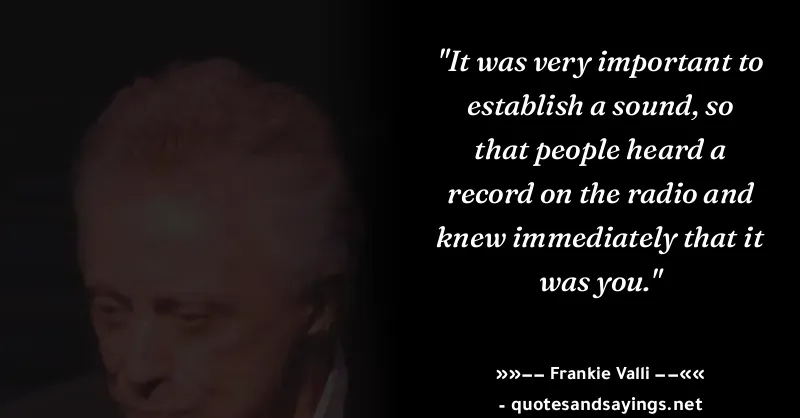 "It was very important to
establish a sound, so
that people heard a
record on the radio and
knew immediately that it
was you."
»»—— Frankie Valli ——««
- quotesandsayings.net